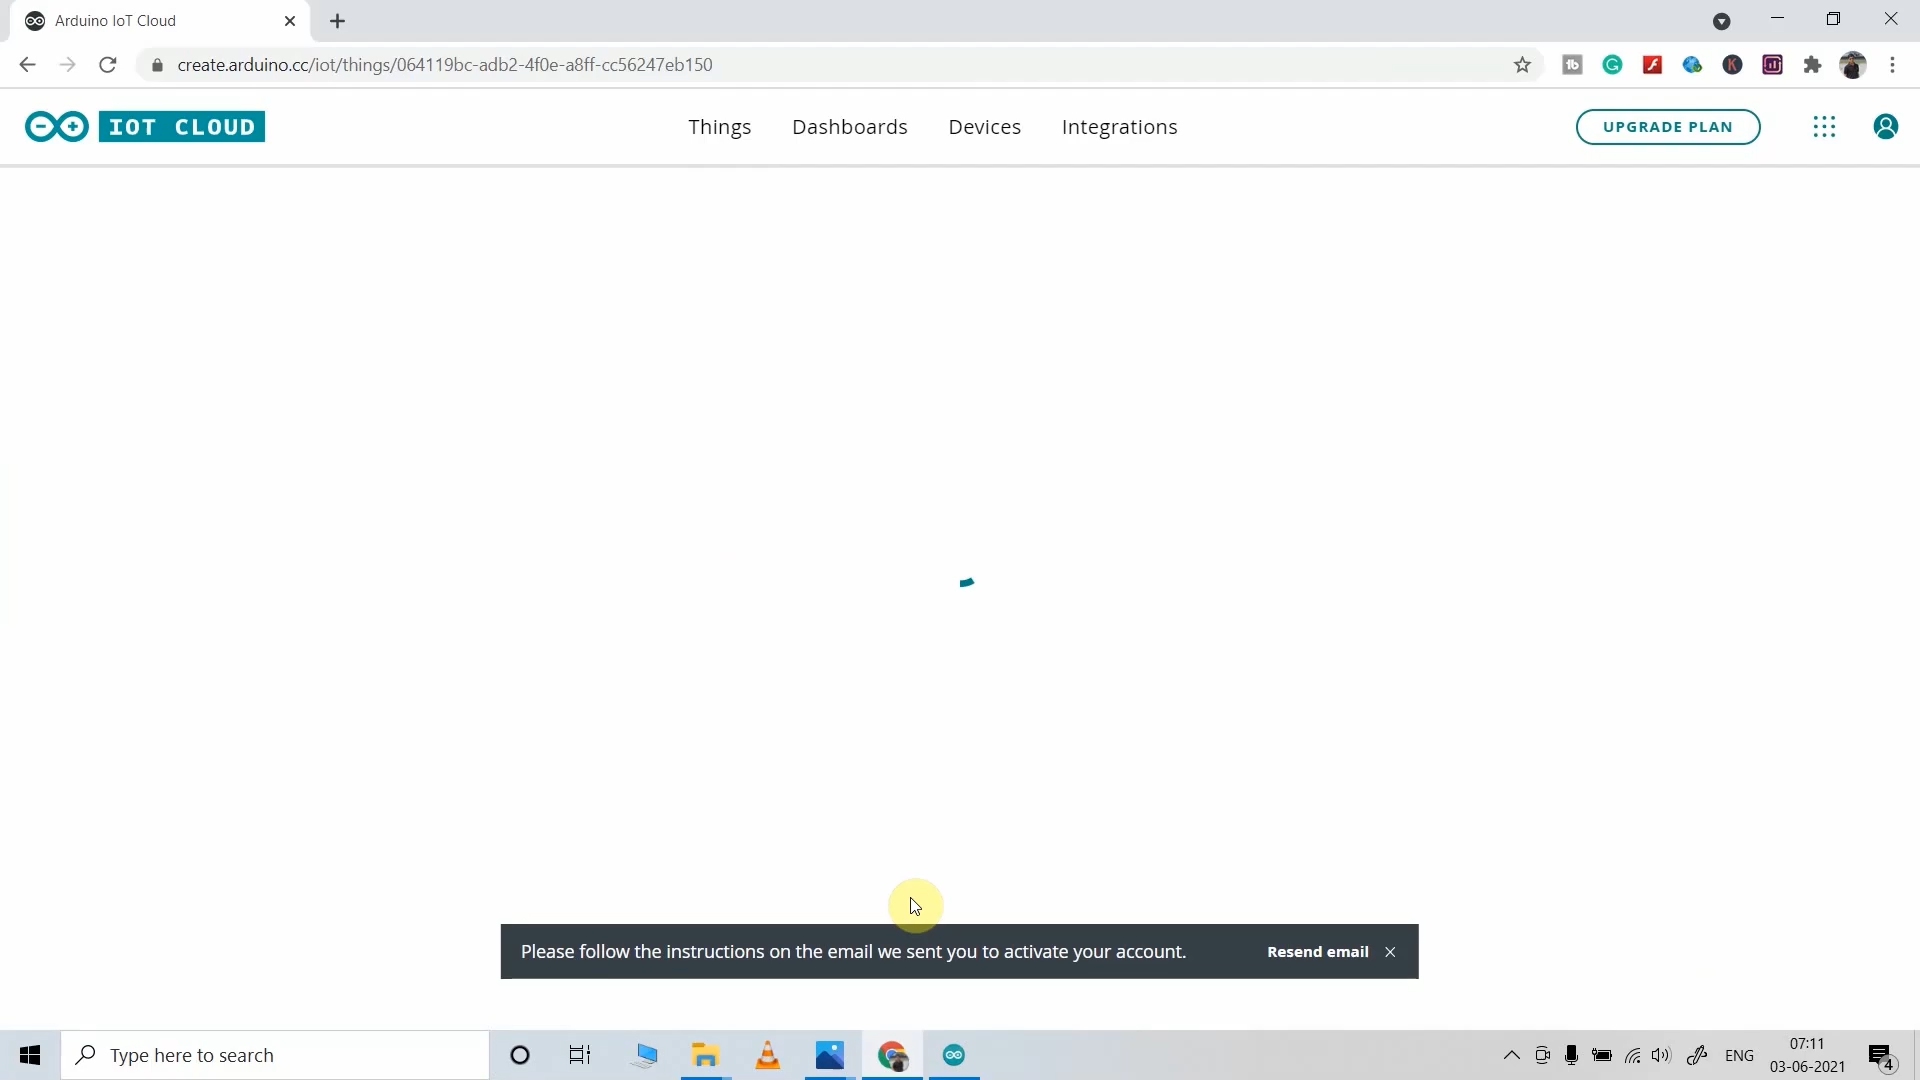 Arduino IoT Cloud
create.arduino.cc/iot/things/064119bc-adb2-4f0e-a8ff-cc56247eb150
IOT CLOUD
Things
Dashboards
Devices
Integrations
UPGRADE PLAN
Please follow the instructions on the email we sent you to activate your account.
Resend email
Type here to search
ENG
07:11
03-06-2021
4